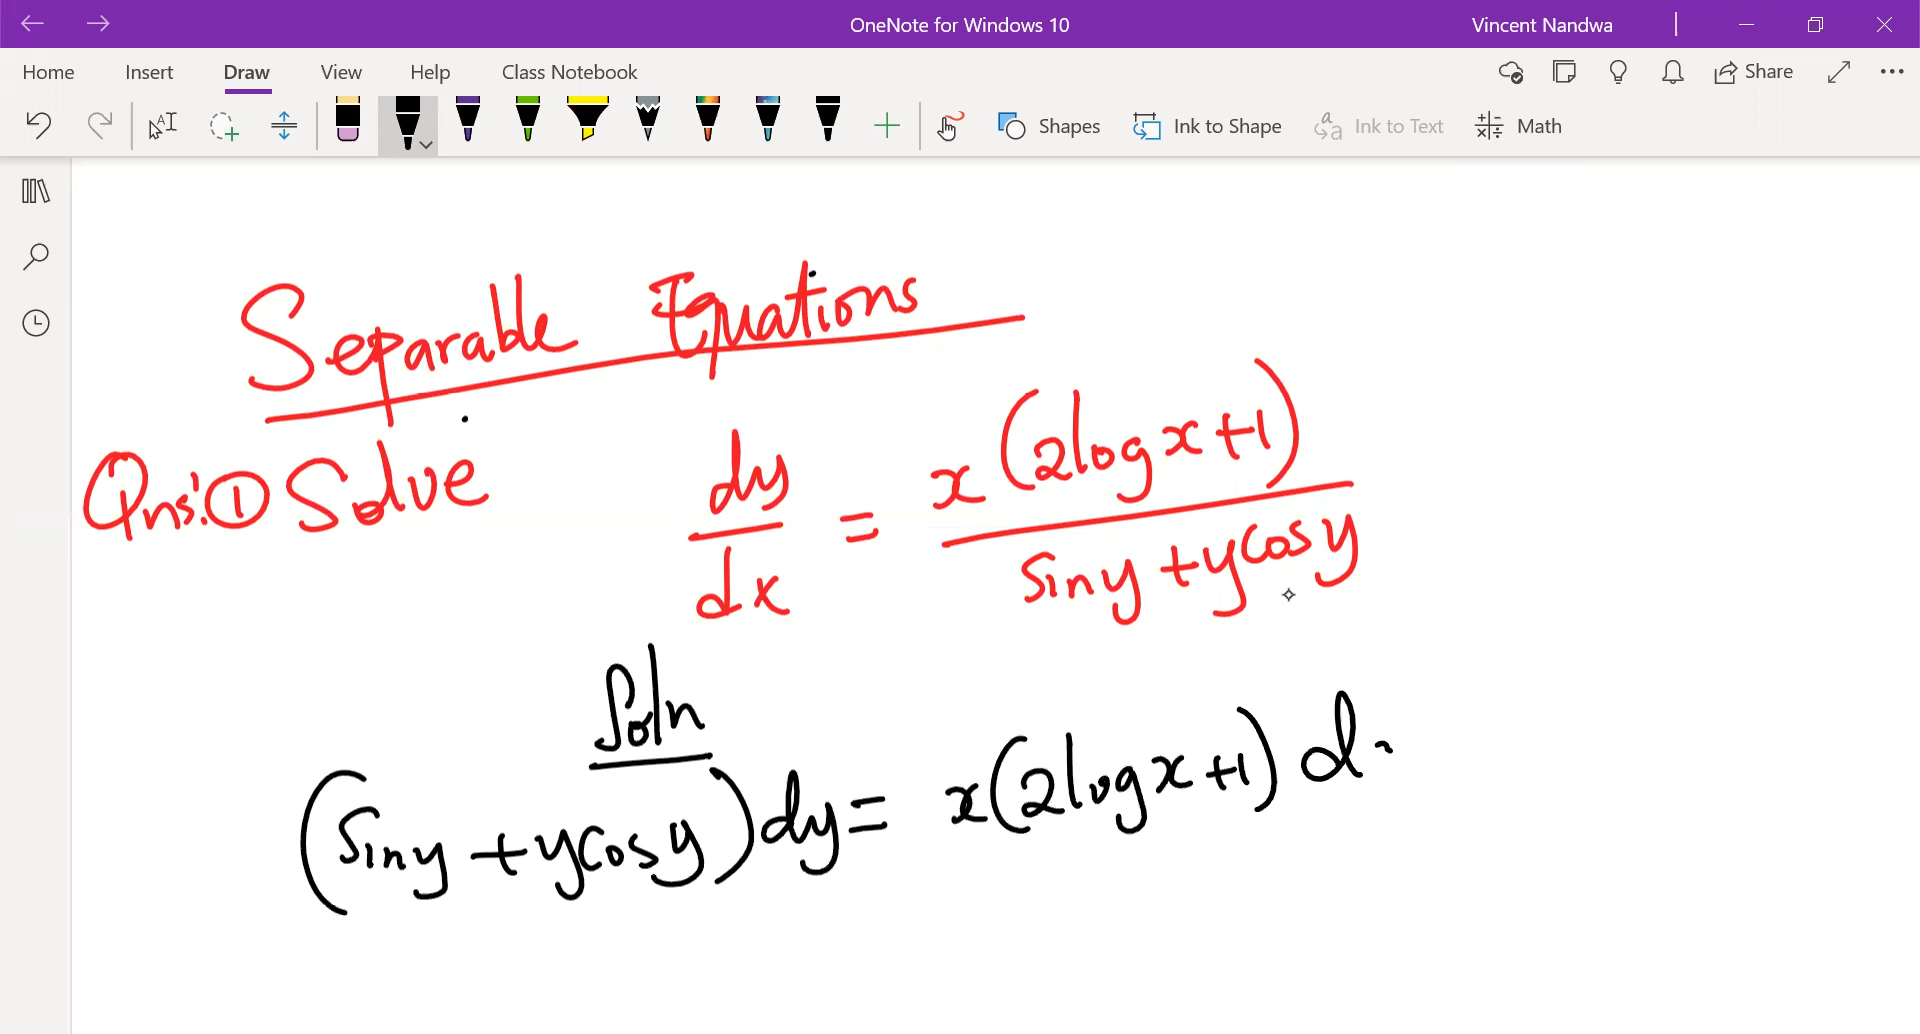 OneNote for Windows 10
Vincent Nandwa
Home Insert Draw View Help Class Notebook Share
Shapes Ink to Shape Ink to Text Math
Separable Equations
Qns: ① Solve dy/dx = x(2logx+1)/(siny+ycosy)
Soln
(Siny+ycosy)dy= x(2logx+1) d